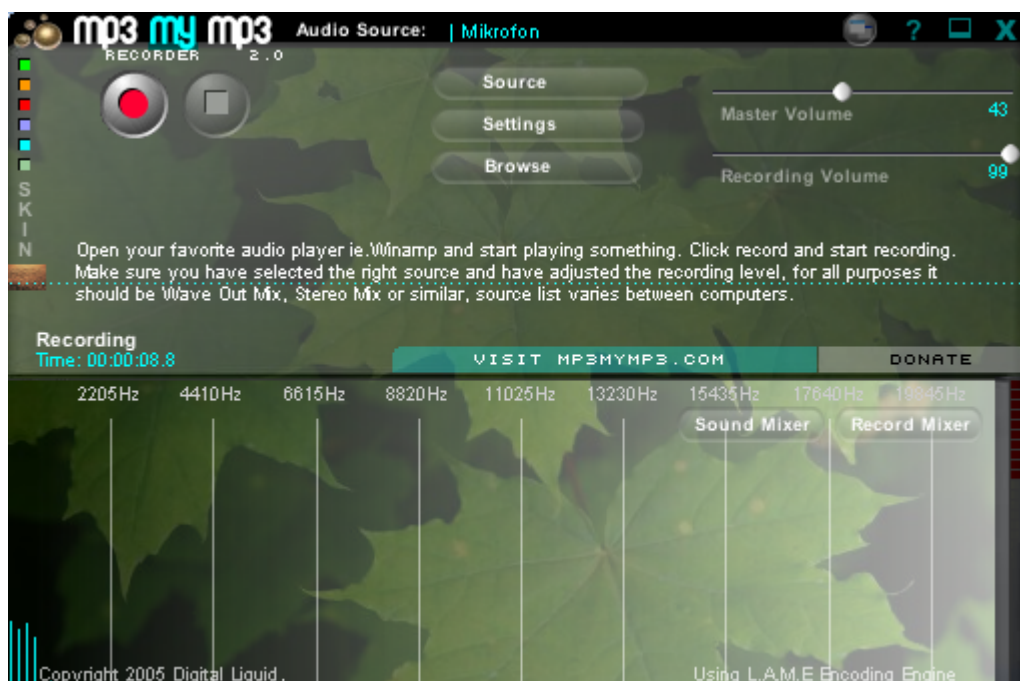 mp3 my mp3 Audio Source: | Mikrofon ? X
RECORDER 2.0
Source
Settings
Browse
Master Volume 43
Recording Volume 99
SKIN
Open your favorite audio player ie.Winamp and start playing something. Click record and start recording.
Make sure you have selected the right source and have adjusted the recording level, for all purposes it
should be Wave Out Mix, Stereo Mix or similar, source list varies between computers.
Recording
Time: 00:00:08.8
VISIT MP3MYMP3.COM DONATE
2205Hz 4410Hz 6615Hz 8820Hz 11025Hz 13230Hz 15435Hz 17640Hz 19845Hz
Sound Mixer Record Mixer
Copyright 2005 Digital Liquid. Using L.A.M.E Encoding Engine